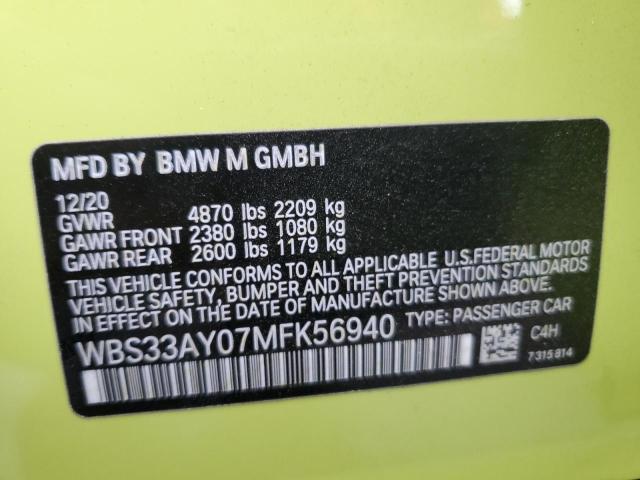 MFD BY BMW M GMBH
12/20
GVWR 4870 lbs 2209 kg
GAWR FRONT 2380 lbs 1080 kg
GAWR REAR 2600 lbs 1179 kg
THIS VEHICLE CONFORMS TO ALL APPLICABLE U.S.FEDERAL MOTOR
VEHICLE SAFETY, BUMPER AND THEFT PREVENTION STANDARDS
IN EFFECT ON THE DATE OF MANUFACTURE SHOWN ABOVE.
WBS33AY07MFK56940 TYPE: PASSENGER CAR
C4H
7315814